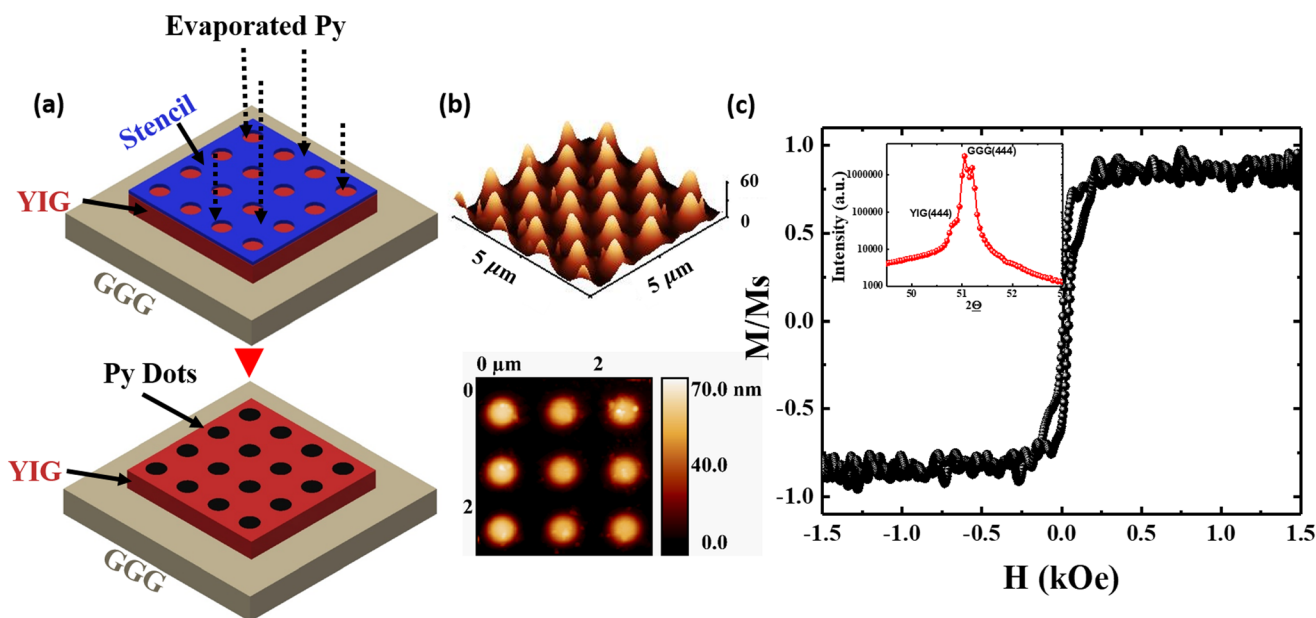 Evaporated Py
(a)
Stencil
YIG
GGG
Py Dots
YIG
GGG
(b)
60
0
5 µm
5 µm
0 µm 2
0
2
70.0 nm
40.0
0.0
(c)
M/Ms
1.0
0.5
0.0
-0.5
-1.0
-1.5 -1.0 -0.5 0.0 0.5 1.0 1.5
H (kOe)
Intensity (a.u.)
1000000
100000
10000
1000
GGG(444)
YIG(444)
50 51 52
2Θ